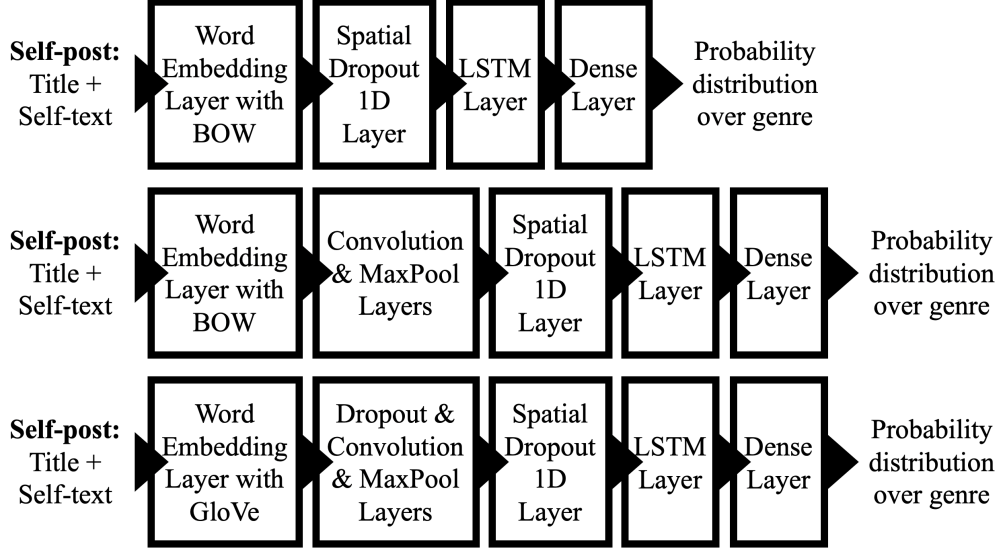 Self-post:
Title +
Self-text
Word
Embedding
Layer with
BOW
Spatial
Dropout
1D
Layer
LSTM
Layer
Dense
Layer
Probability
distribution
over genre
Self-post:
Title +
Self-text
Word
Embedding
Layer with
BOW
Convolution
& MaxPool
Layers
Spatial
Dropout
1D
Layer
LSTM
Layer
Dense
Layer
Probability
distribution
over genre
Self-post:
Title +
Self-text
Word
Embedding
Layer with
GloVe
Dropout &
Convolution
& MaxPool
Layers
Spatial
Dropout
1D
Layer
LSTM
Layer
Dense
Layer
Probability
distribution
over genre